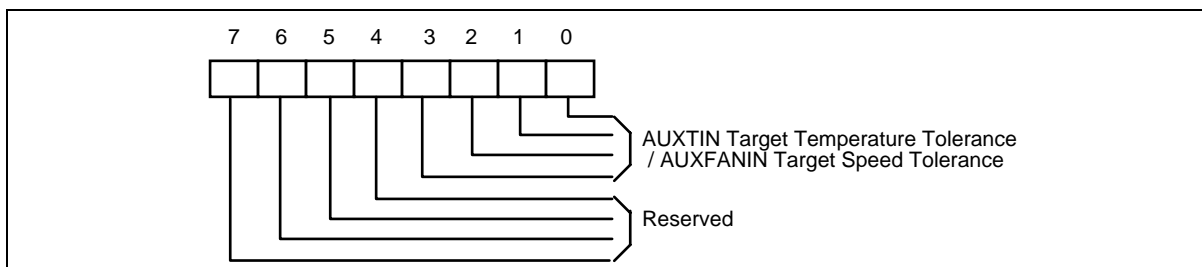 7 6 5 4 3 2 1 0
AUXTIN Target Temperature Tolerance
/ AUXFANIN Target Speed Tolerance
Reserved